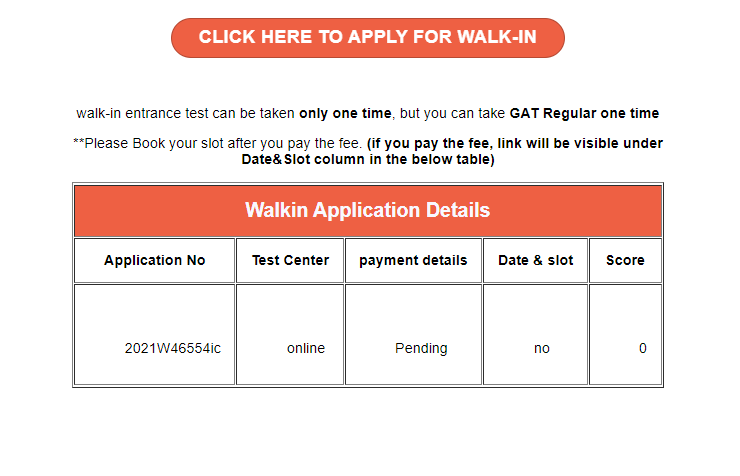 CLICK HERE TO APPLY FOR WALK-IN
walk-in entrance test can be taken only one time, but you can take GAT Regular one time
**Please Book your slot after you pay the fee. (if you pay the fee, link will be visible under
Date&Slot column in the below table)
Walkin Application Details
Application No Test Center payment details Date & slot Score
2021W46554ic online Pending no 0